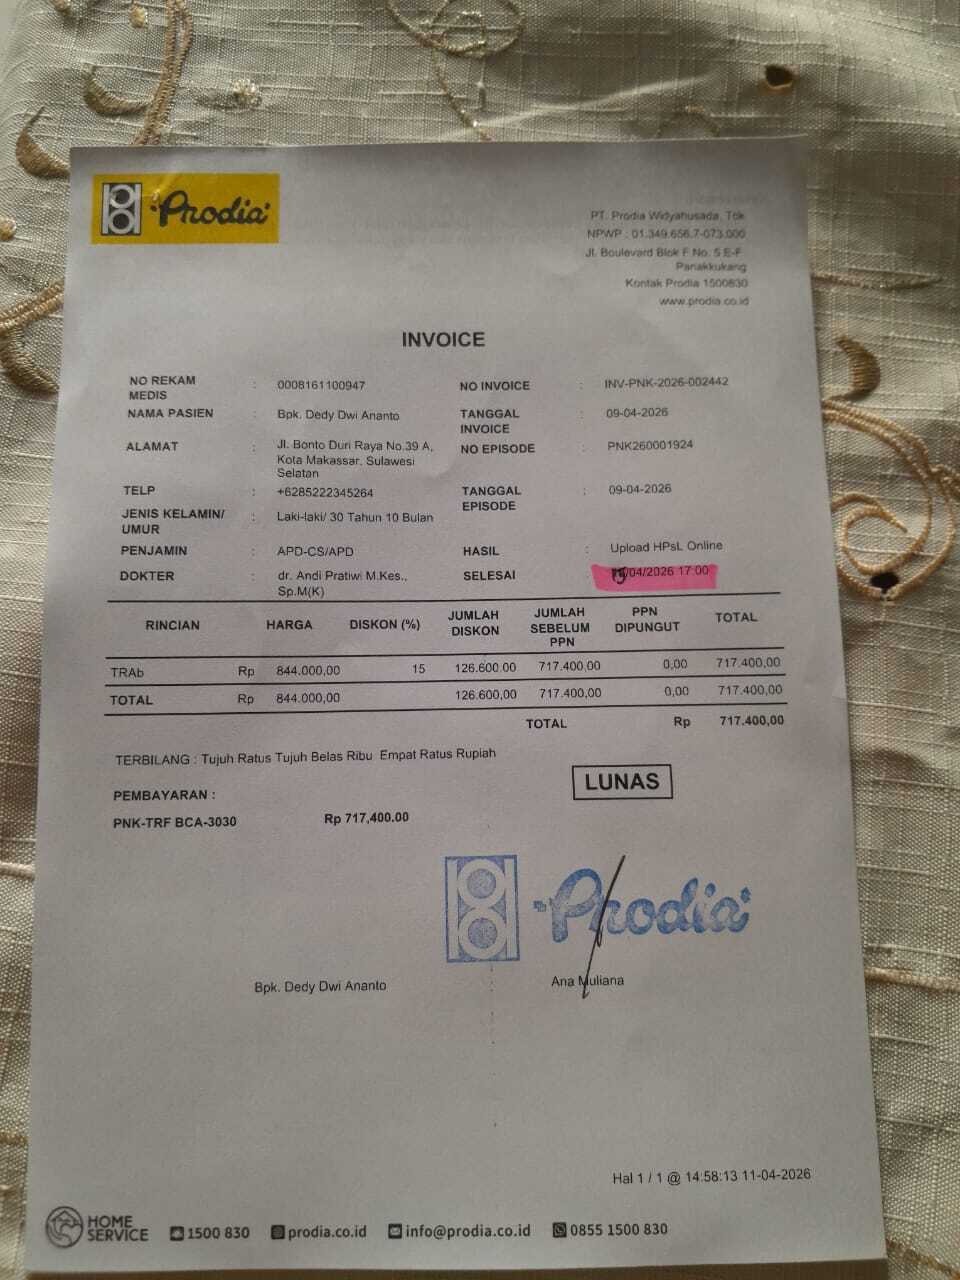 Prodia
PT. Prodia Widyahusada, Tbk
NPWP : 01.349.656.7-073.000
Jl. Boulevard Blok F No. 5 E-F
Panakkukang
Kontak Prodia 1500830
www.prodia.co.id
INVOICE
NO REKAM MEDIS : 0008161100947
NO INVOICE : INV-PNK-2026-002442
NAMA PASIEN : Bpk. Dedy Dwi Ananto
TANGGAL INVOICE : 09-04-2026
ALAMAT : Jl. Bonto Duri Raya No.39 A,
Kota Makassar, Sulawesi
Selatan
NO EPISODE : PNK260001924
TELP : +6285222345264
TANGGAL EPISODE : 09-04-2026
JENIS KELAMIN/ UMUR : Laki-laki/ 30 Tahun 10 Bulan
PENJAMIN : APD-CS/APD
HASIL : Upload HPsL Online
DOKTER : dr. Andi Pratiwi M.Kes.,
Sp.M(K)
SELESAI : /04/2026 17:00
RINCIAN HARGA DISKON (%) JUMLAH DISKON JUMLAH SEBELUM PPN PPN DIPUNGUT TOTAL
TRAb Rp 844.000,00 15 126.600,00 717.400,00 0,00 717.400,00
TOTAL Rp 844.000,00 126.600,00 717.400,00 0,00 717.400,00
TOTAL Rp 717.400,00
TERBILANG : Tujuh Ratus Tujuh Belas Ribu Empat Ratus Rupiah
LUNAS
PEMBAYARAN :
PNK-TRF BCA-3030 Rp 717,400.00
Prodia
Bpk. Dedy Dwi Ananto
Ana Muliana
Hal 1 / 1 @ 14:58:13 11-04-2026
HOME SERVICE 1500 830 prodia.co.id info@prodia.co.id 0855 1500 830